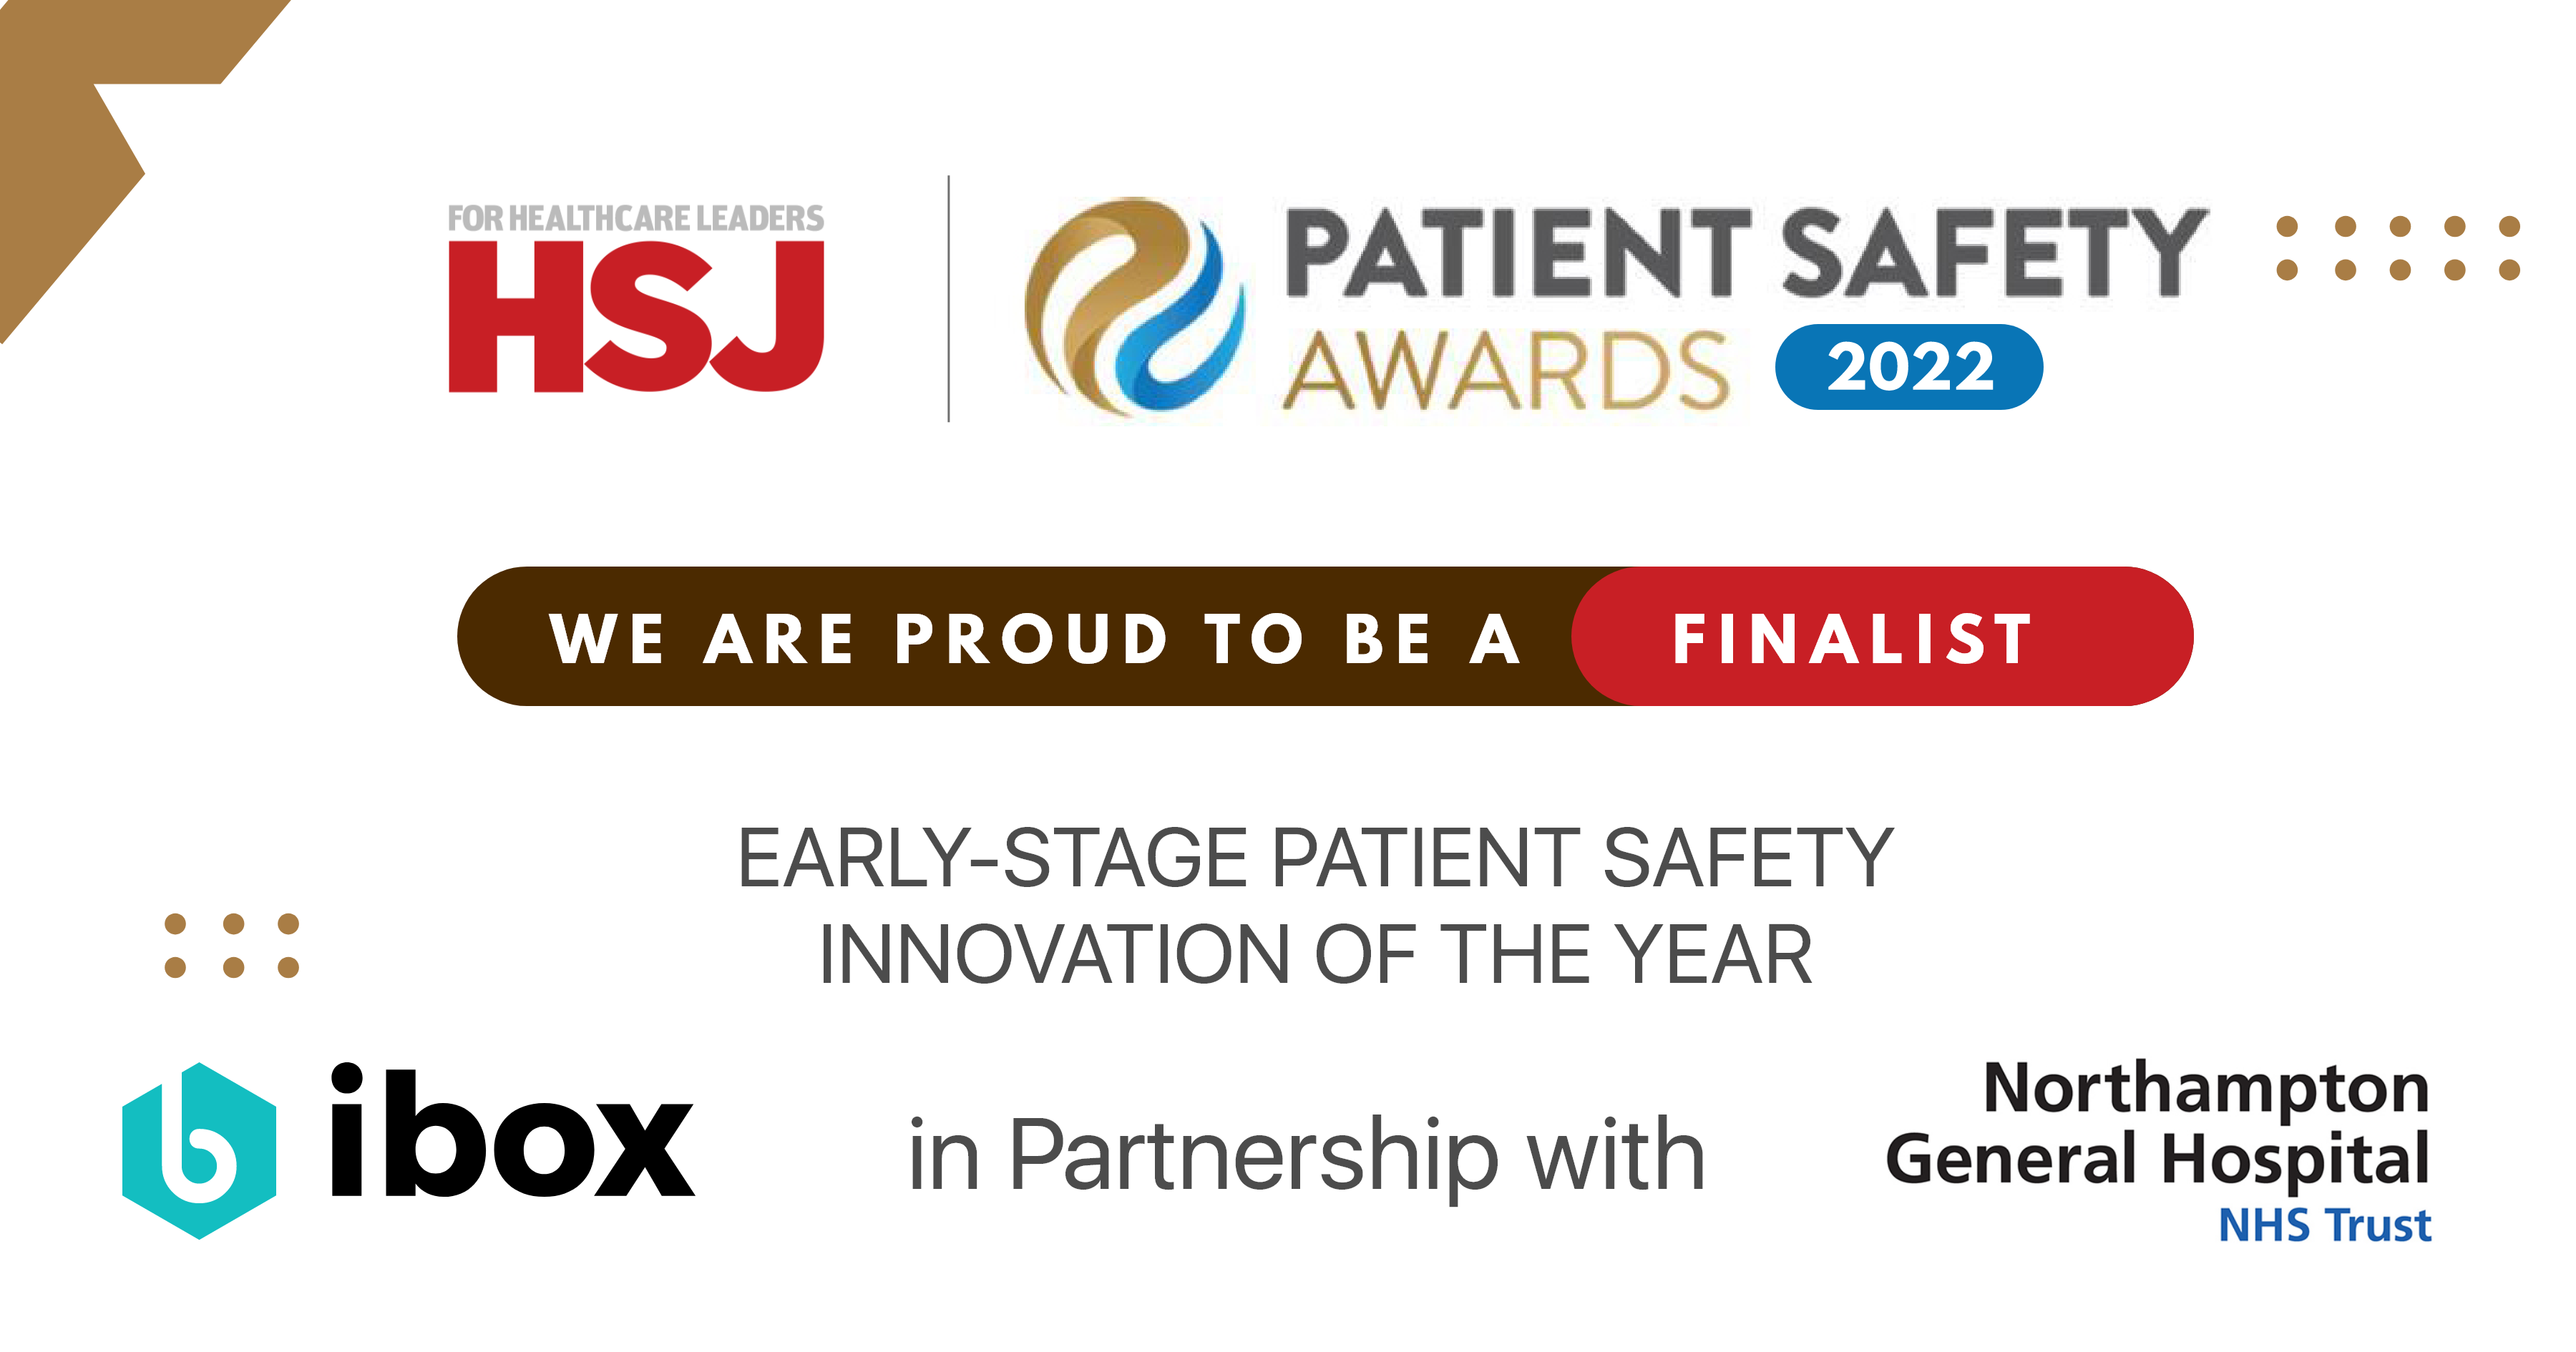 FOR HEALTHCARE LEADERS
HSJ
PATIENT SAFETY
AWARDS 2022
WE ARE PROUD TO BE A FINALIST
EARLY-STAGE PATIENT SAFETY
INNOVATION OF THE YEAR
ibox
in Partnership with
Northampton
General Hospital
NHS Trust